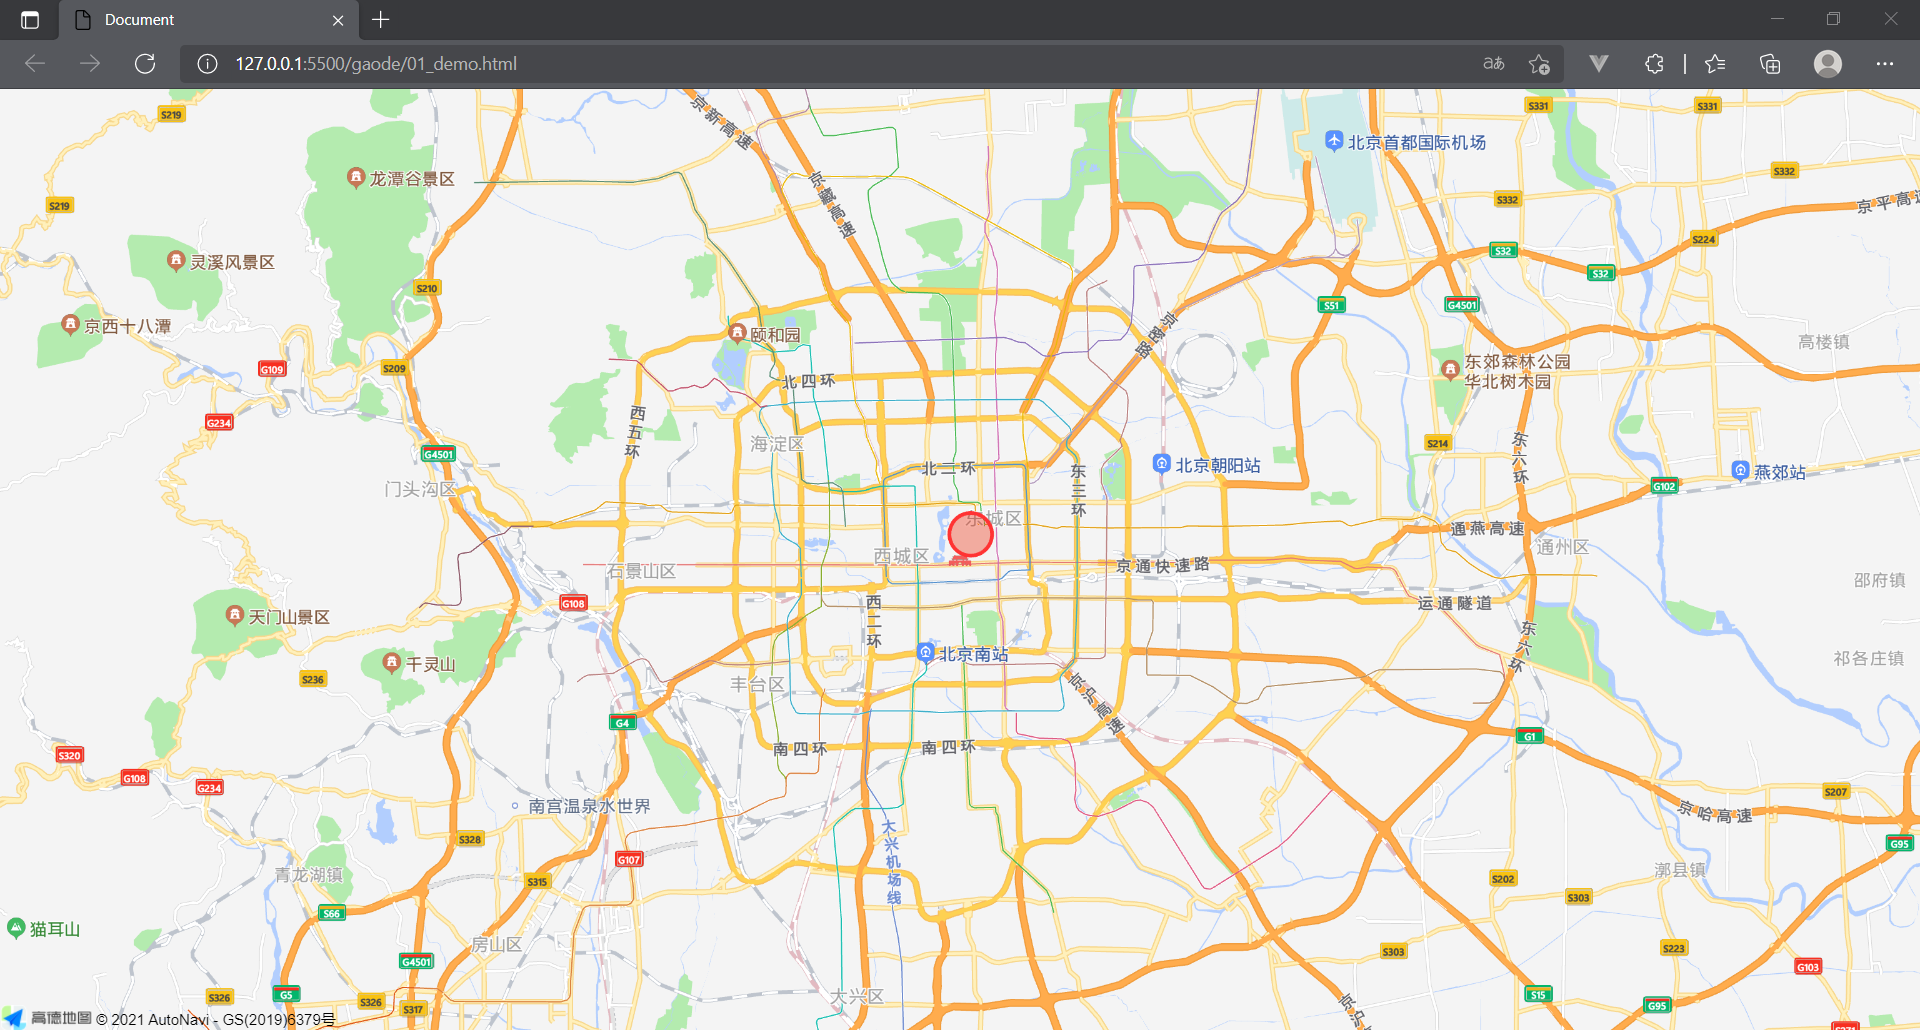 Document
127.0.0.1:5500/gaode/01_demo.html
S219
京新高速
S331
S331
北京首都国际机场
龙潭谷景区
京藏高速
S332
S332
S219
京平高速
S224
灵溪风景区
S32
S32
S210
S51
G4501
京西十八潭
颐和园
京密路
高楼镇
G109
S209
东郊森林公园
华北树木园
北四环
G234
西五环
海淀区
S214
东六环
G4501
北二环
东三环
北京朝阳站
燕郊站
门头沟区
G102
东城区
通燕高速
通州区
西城区
石景山区
京通快速路
邵府镇
G108
西二环
运通隧道
天门山景区
东六环
北京南站
千灵山
祁各庄镇
S236
丰台区
京沪高速
G4
G1
南四环
南四环
S320
G108
G234
S207
南宫温泉水世界
京哈高速
大兴机场线
S328
G95
G107
青龙湖镇
漷县镇
S315
S202
S303
S66
猫耳山
房山区
S303
S223
G4501
G103
S326
G5
S326
S317
大兴区
S15
G95
京沪
高德地图 © 2021 AutoNavi - GS(2019)6379号